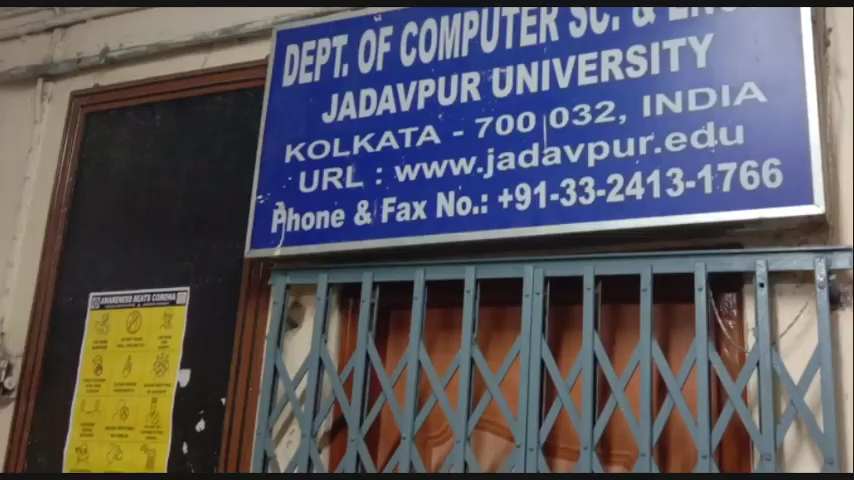 DEPT. OF COMPUTER SC. & ENG
JADAVPUR UNIVERSITY
KOLKATA - 700 032, INDIA
URL : www.jadavpur.edu
Phone & Fax No.: +91-33-2413-1766
AWARENESS BEATS CORONA